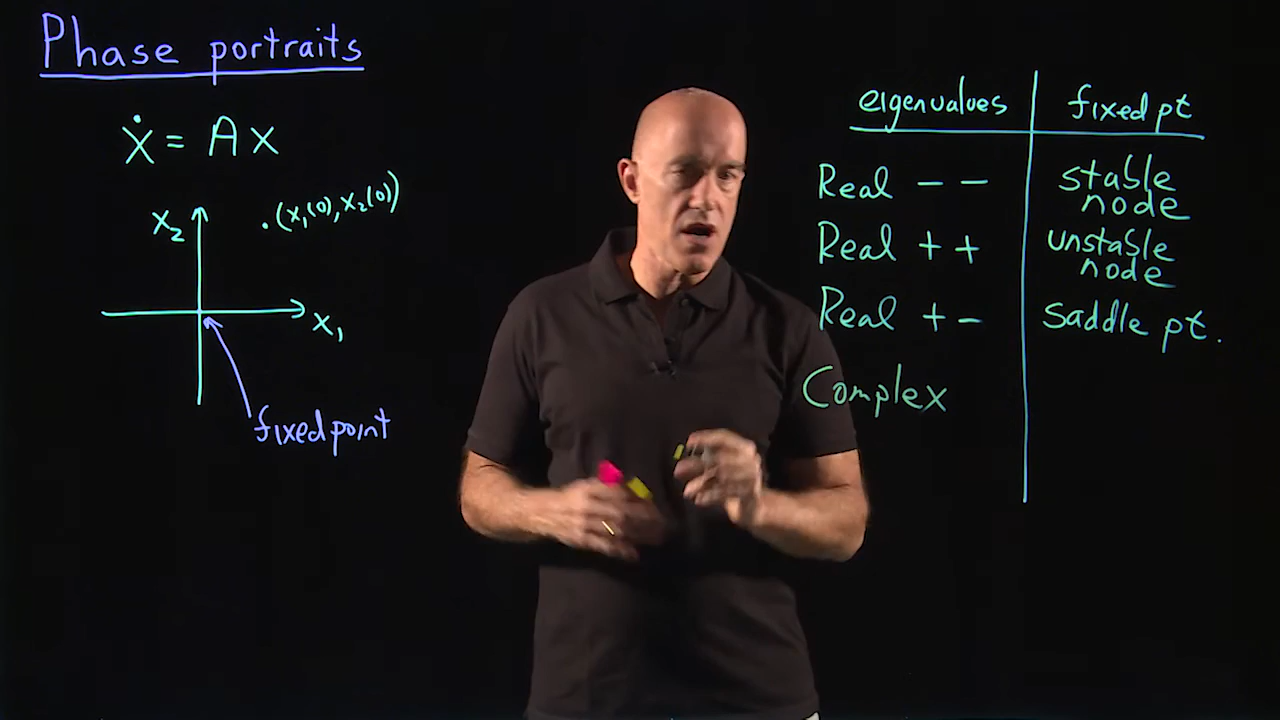 Phase portraits
ẋ = Ax
x₂
.(x₁(0), x₂(0))
x₁
fixed point
eigenvalues fixed pt
Real − − stable node
Real + + unstable node
Real + − saddle pt.
Complex